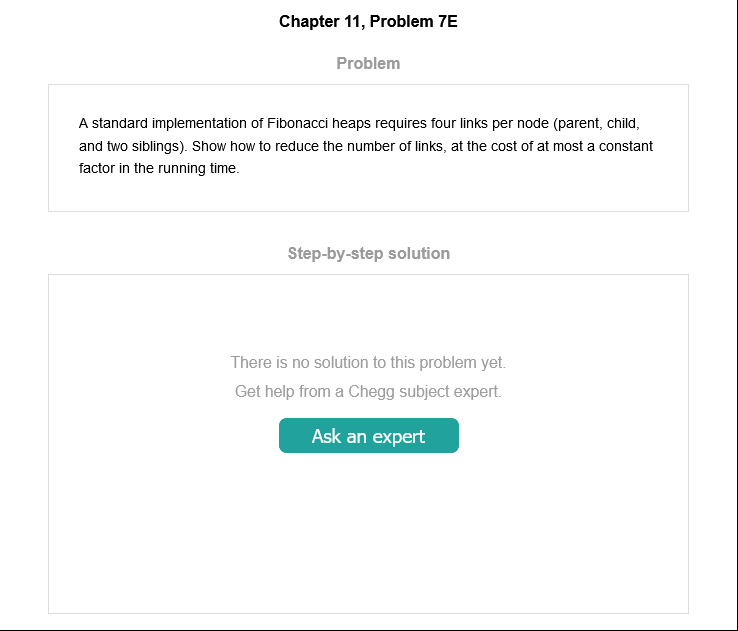 Chapter 11, Problem 7E
Problem
A standard implementation of Fibonacci heaps requires four links per node (parent, child,
and two siblings). Show how to reduce the number of links, at the cost of at most a constant
factor in the running time.
Step-by-step solution
There is no solution to this problem yet.
Get help from a Chegg subject expert.
Ask an expert